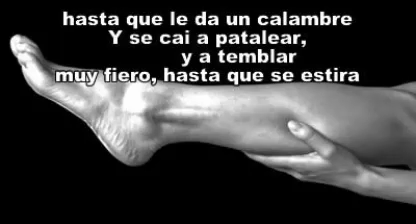 hasta que le da un calambre
Y se cai a patalear,
y a temblar
muy fiero, hasta que se estira